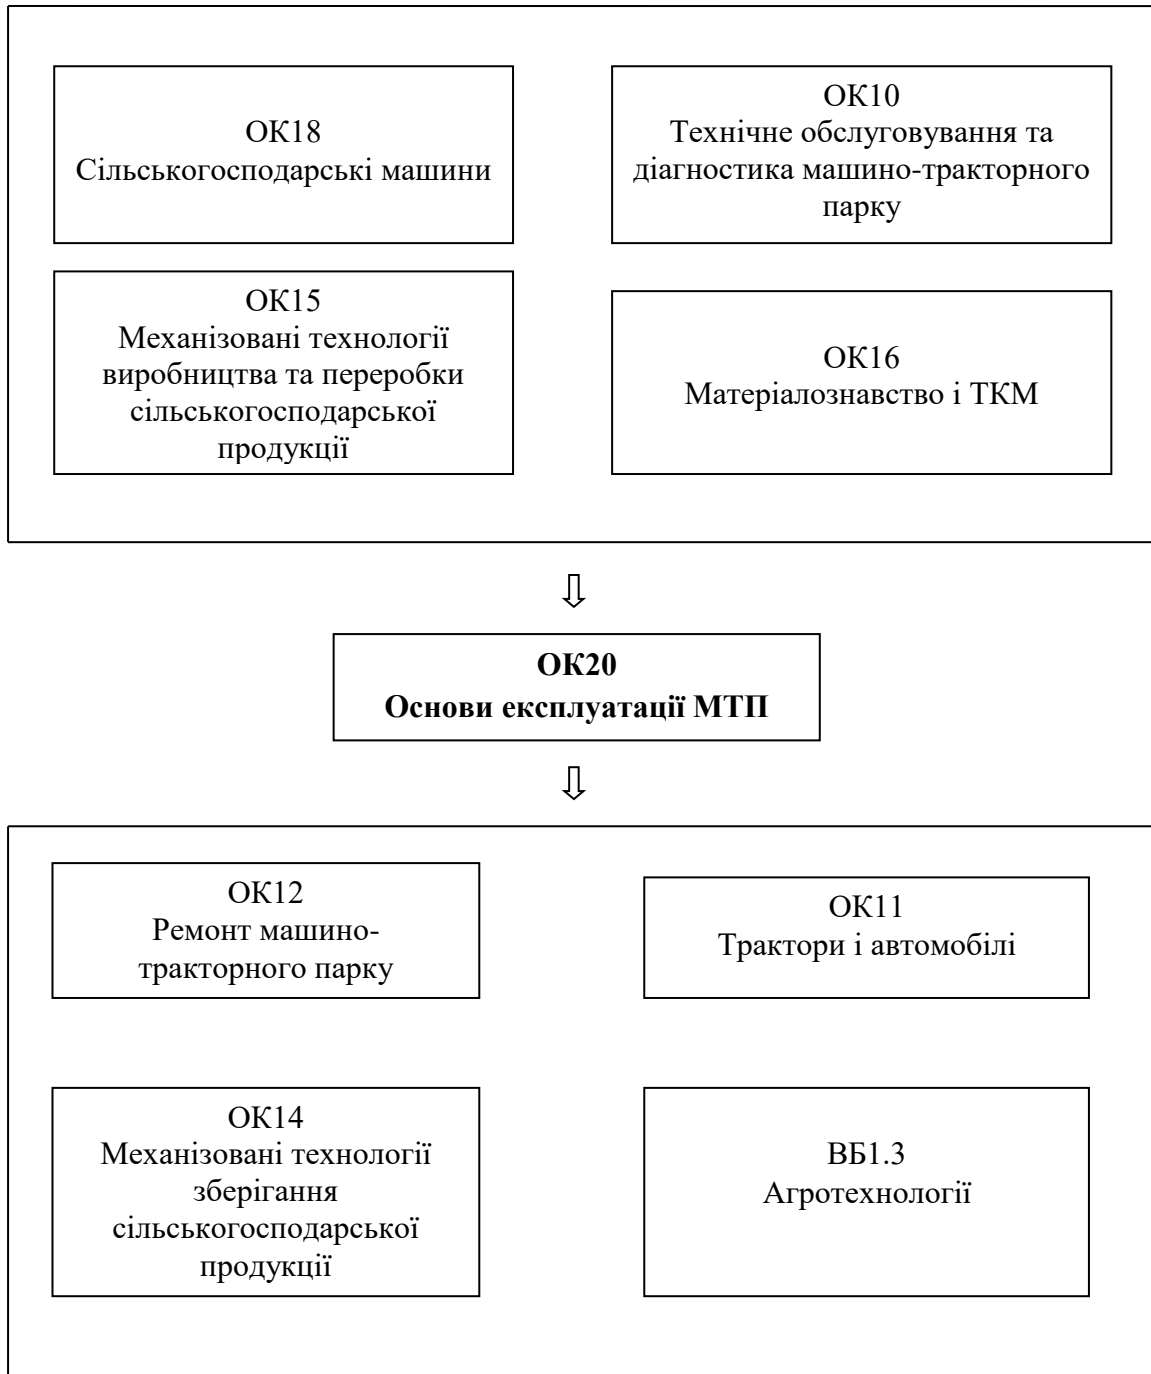 ОК18
Сільськогосподарські машини
ОК10
Технічне обслуговування та
діагностика машино-тракторного
парку
ОК15
Механізовані технології
виробництва та переробки
сільськогосподарської
продукції
ОК16
Матеріалознавство і ТКМ
⇩
ОК20
Основи експлуатації МТП
⇩
ОК12
Ремонт машино-
тракторного парку
ОК11
Трактори і автомобілі
ОК14
Механізовані технології
зберігання
сільськогосподарської
продукції
ВБ1.3
Агротехнології